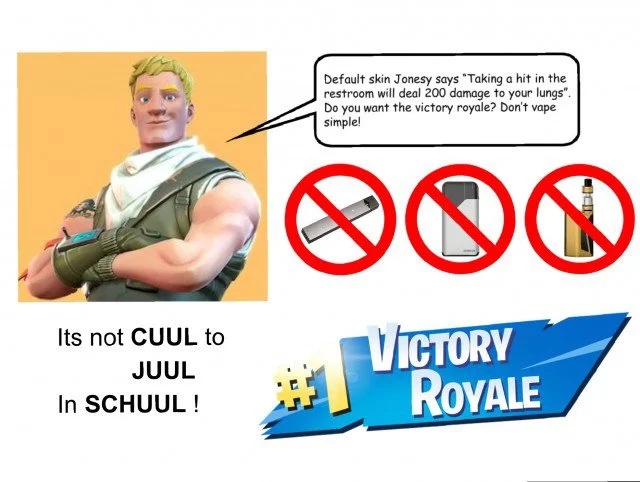 Default skin Jonesy says “Taking a hit in the
restroom will deal 200 damage to your lungs”.
Do you want the victory royale? Don’t vape
simple!
Its not CUUL to
JUUL
In SCHUUL !
#1 VICTORY
ROYALE